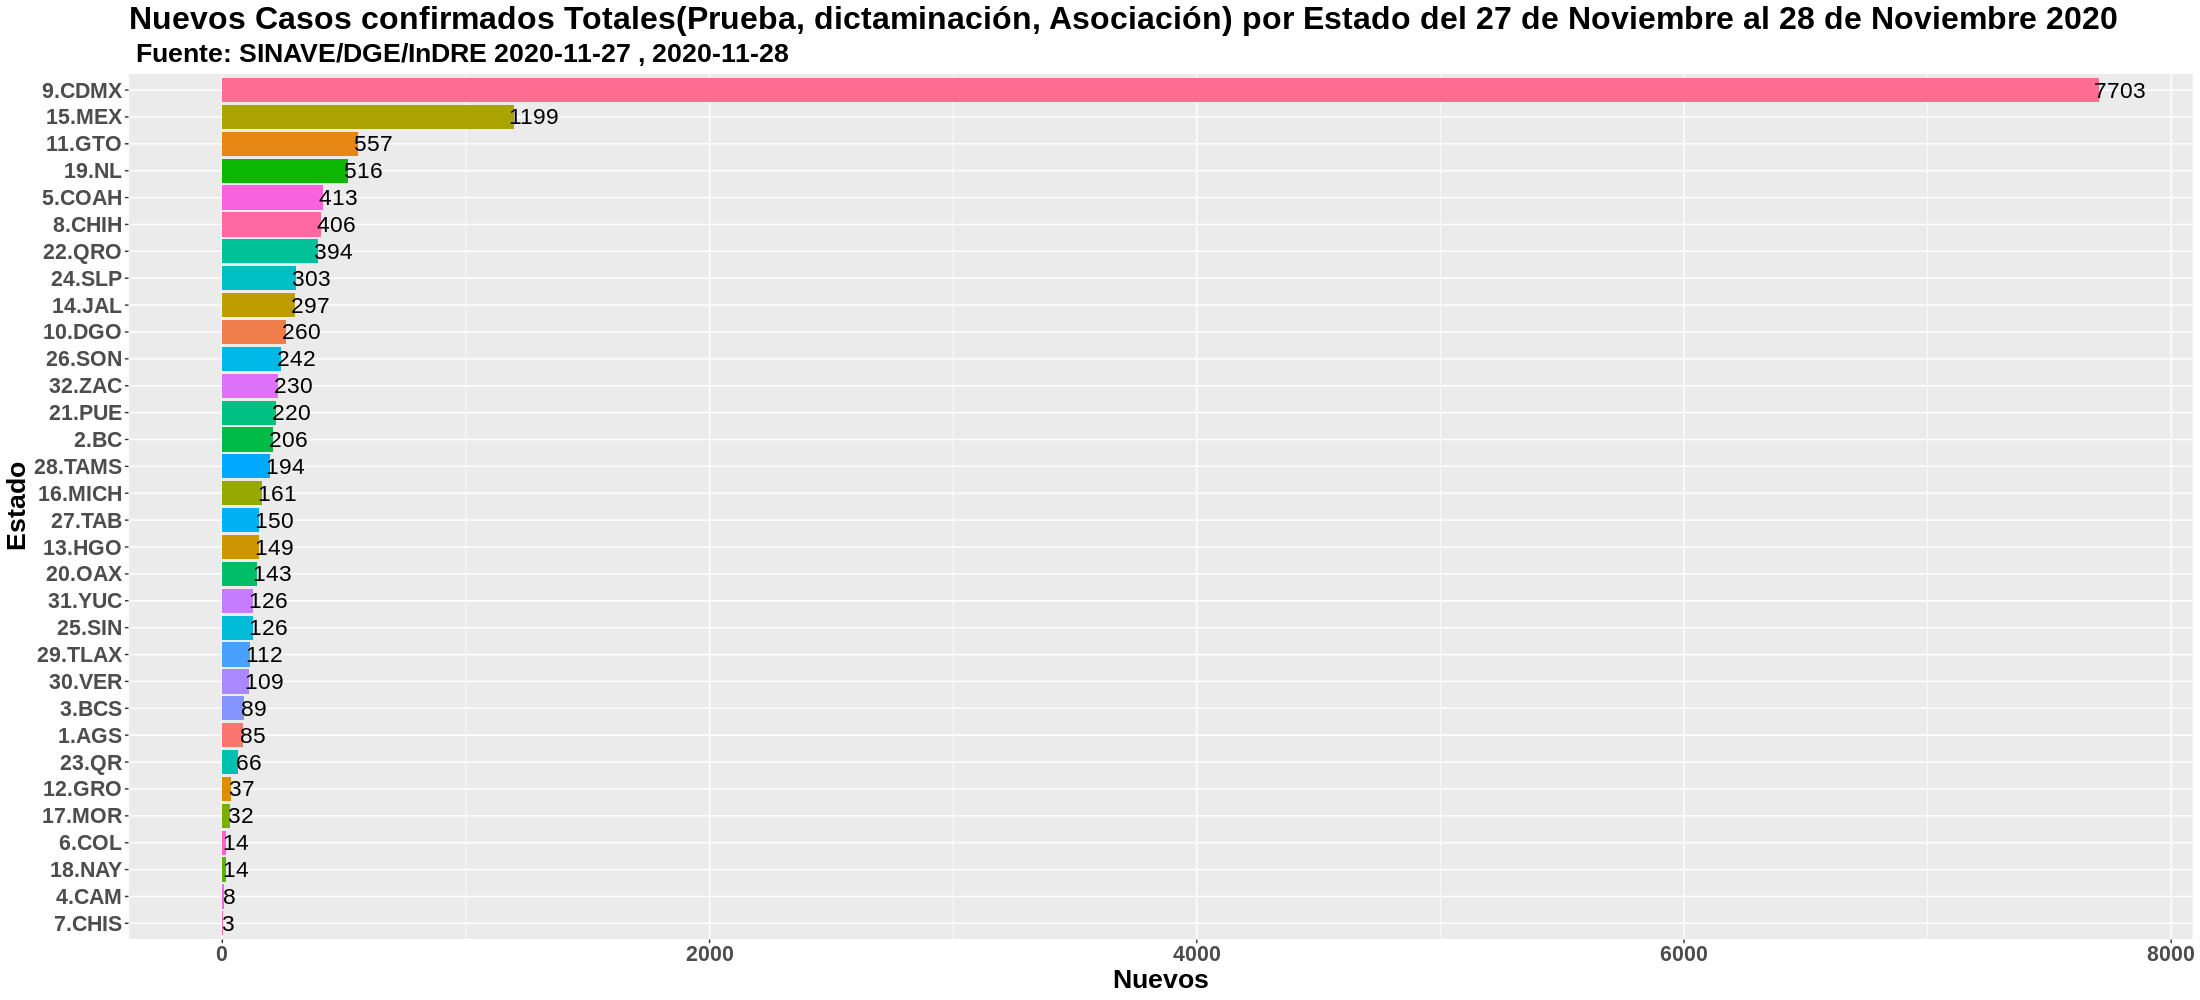 Nuevos Casos confirmados Totales(Prueba, dictaminación, Asociación) por Estado del 27 de Noviembre al 28 de Noviembre 2020
Fuente: SINAVE/DGE/InDRE 2020-11-27 , 2020-11-28
9.CDMX 7703
15.MEX 1199
11.GTO 557
19.NL 516
5.COAH 413
8.CHIH 406
22.QRO 394
24.SLP 303
14.JAL 297
10.DGO 260
26.SON 242
32.ZAC 230
21.PUE 220
2.BC 206
28.TAMS 194
16.MICH 161
27.TAB 150
13.HGO 149
20.OAX 143
31.YUC 126
25.SIN 126
29.TLAX 112
30.VER 109
3.BCS 89
1.AGS 85
23.QR 66
12.GRO 37
17.MOR 32
6.COL 14
18.NAY 14
4.CAM 8
7.CHIS 3
Estado
0 2000 4000 6000 8000
Nuevos